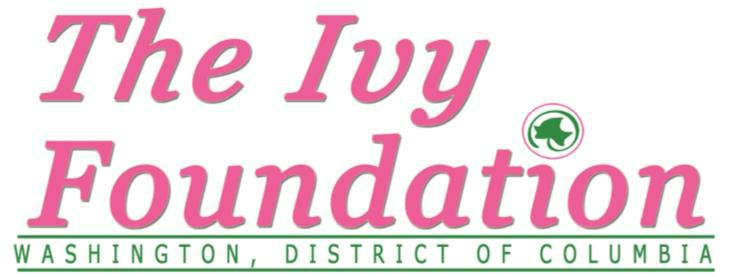 The Ivy
Foundation
WASHINGTON, DISTRICT OF COLUMBIA